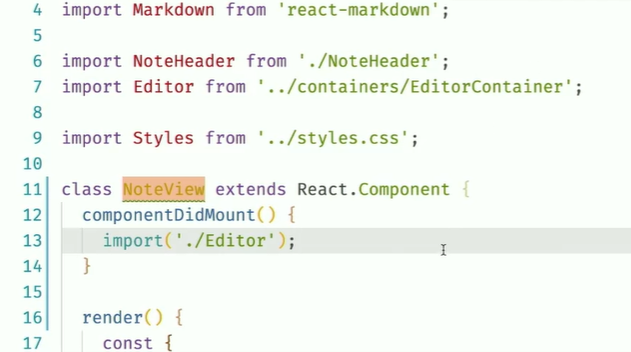 4 import Markdown from 'react-markdown';
5
6 import NoteHeader from './NoteHeader';
7 import Editor from '../containers/EditorContainer';
8
9 import Styles from '../styles.css';
10
11 class NoteView extends React.Component {
12 componentDidMount() {
13 import('./Editor');
14 }
15
16 render() {
17 const {